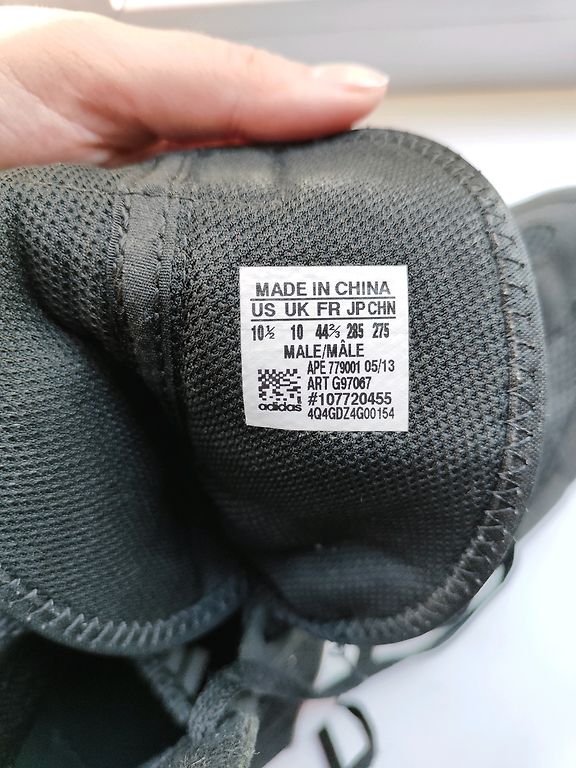 MADE IN CHINA
US UK FR JP CHN
10½ 10 44⅔ 285 275
MALE/MÂLE
APE 779001 05/13
ART G97067
#107720455
adidas 4Q4GDZ4G00154